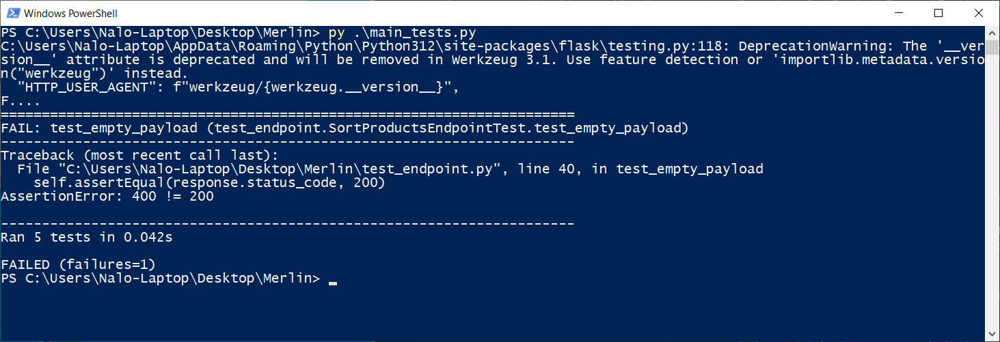 Windows PowerShell
PS C:\Users\Nalo-Laptop\Desktop\Merlin> py .\main_tests.py
C:\Users\Nalo-Laptop\AppData\Roaming\Python\Python312\site-packages\flask\testing.py:118: DeprecationWarning: The '__ver
sion__' attribute is deprecated and will be removed in Werkzeug 3.1. Use feature detection or 'importlib.metadata.versio
n("werkzeug")' instead.
  "HTTP_USER_AGENT": f"werkzeug/{werkzeug.__version__}",
F....
======================================================================
FAIL: test_empty_payload (test_endpoint.SortProductsEndpointTest.test_empty_payload)
----------------------------------------------------------------------
Traceback (most recent call last):
  File "C:\Users\Nalo-Laptop\Desktop\Merlin\test_endpoint.py", line 40, in test_empty_payload
    self.assertEqual(response.status_code, 200)
AssertionError: 400 != 200
----------------------------------------------------------------------
Ran 5 tests in 0.042s
FAILED (failures=1)
PS C:\Users\Nalo-Laptop\Desktop\Merlin>